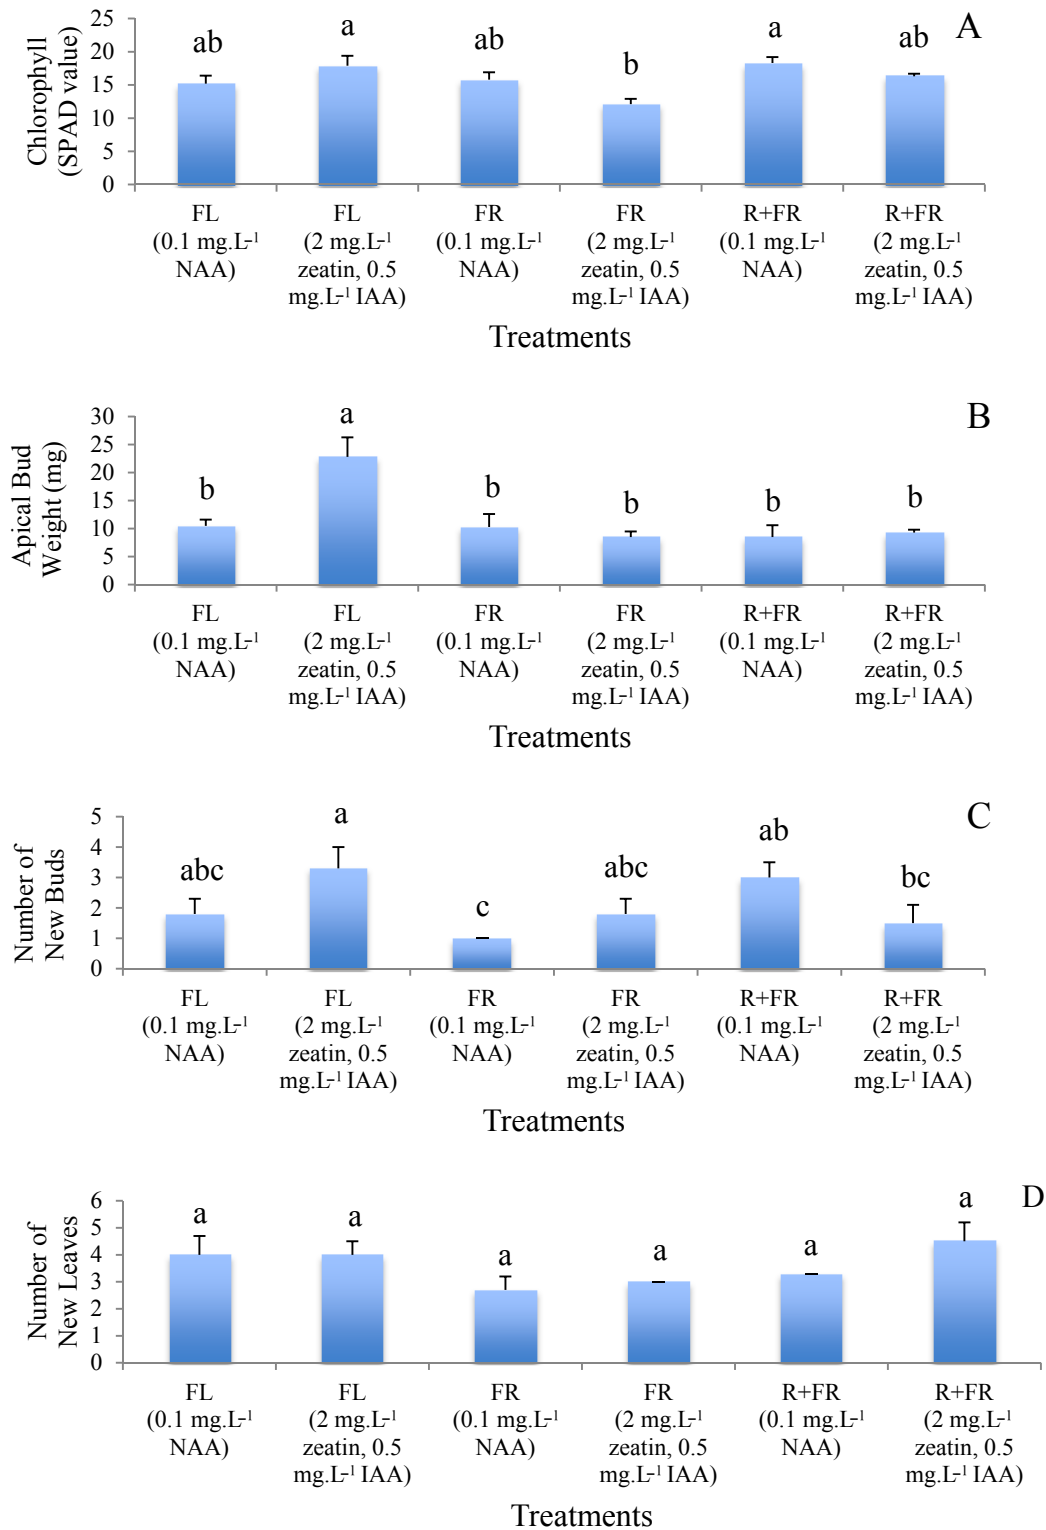 A
Chlorophyll
(SPAD value)
25
20
15
10
5
0
ab
a
ab
b
a
ab
FL
(0.1 mg.L⁻¹
NAA)
FL
(2 mg.L⁻¹
zeatin, 0.5
mg.L⁻¹ IAA)
FR
(0.1 mg.L⁻¹
NAA)
FR
(2 mg.L⁻¹
zeatin, 0.5
mg.L⁻¹ IAA)
R+FR
(0.1 mg.L⁻¹
NAA)
R+FR
(2 mg.L⁻¹
zeatin, 0.5
mg.L⁻¹ IAA)
Treatments
B
Apical Bud
Weight (mg)
30
25
20
15
10
5
0
b
a
b
b
b
b
FL
(0.1 mg.L⁻¹
NAA)
FL
(2 mg.L⁻¹
zeatin, 0.5
mg.L⁻¹ IAA)
FR
(0.1 mg.L⁻¹
NAA)
FR
(2 mg.L⁻¹
zeatin, 0.5
mg.L⁻¹ IAA)
R+FR
(0.1 mg.L⁻¹
NAA)
R+FR
(2 mg.L⁻¹
zeatin, 0.5
mg.L⁻¹ IAA)
Treatments
C
Number of
New Buds
5
4
3
2
1
0
abc
a
c
abc
ab
bc
FL
(0.1 mg.L⁻¹
NAA)
FL
(2 mg.L⁻¹
zeatin, 0.5
mg.L⁻¹ IAA)
FR
(0.1 mg.L⁻¹
NAA)
FR
(2 mg.L⁻¹
zeatin, 0.5
mg.L⁻¹ IAA)
R+FR
(0.1 mg.L⁻¹
NAA)
R+FR
(2 mg.L⁻¹
zeatin, 0.5
mg.L⁻¹ IAA)
Treatments
D
Number of
New Leaves
6
5
4
3
2
1
0
a
a
a
a
a
a
FL
(0.1 mg.L⁻¹
NAA)
FL
(2 mg.L⁻¹
zeatin, 0.5
mg.L⁻¹ IAA)
FR
(0.1 mg.L⁻¹
NAA)
FR
(2 mg.L⁻¹
zeatin, 0.5
mg.L⁻¹ IAA)
R+FR
(0.1 mg.L⁻¹
NAA)
R+FR
(2 mg.L⁻¹
zeatin, 0.5
mg.L⁻¹ IAA)
Treatments